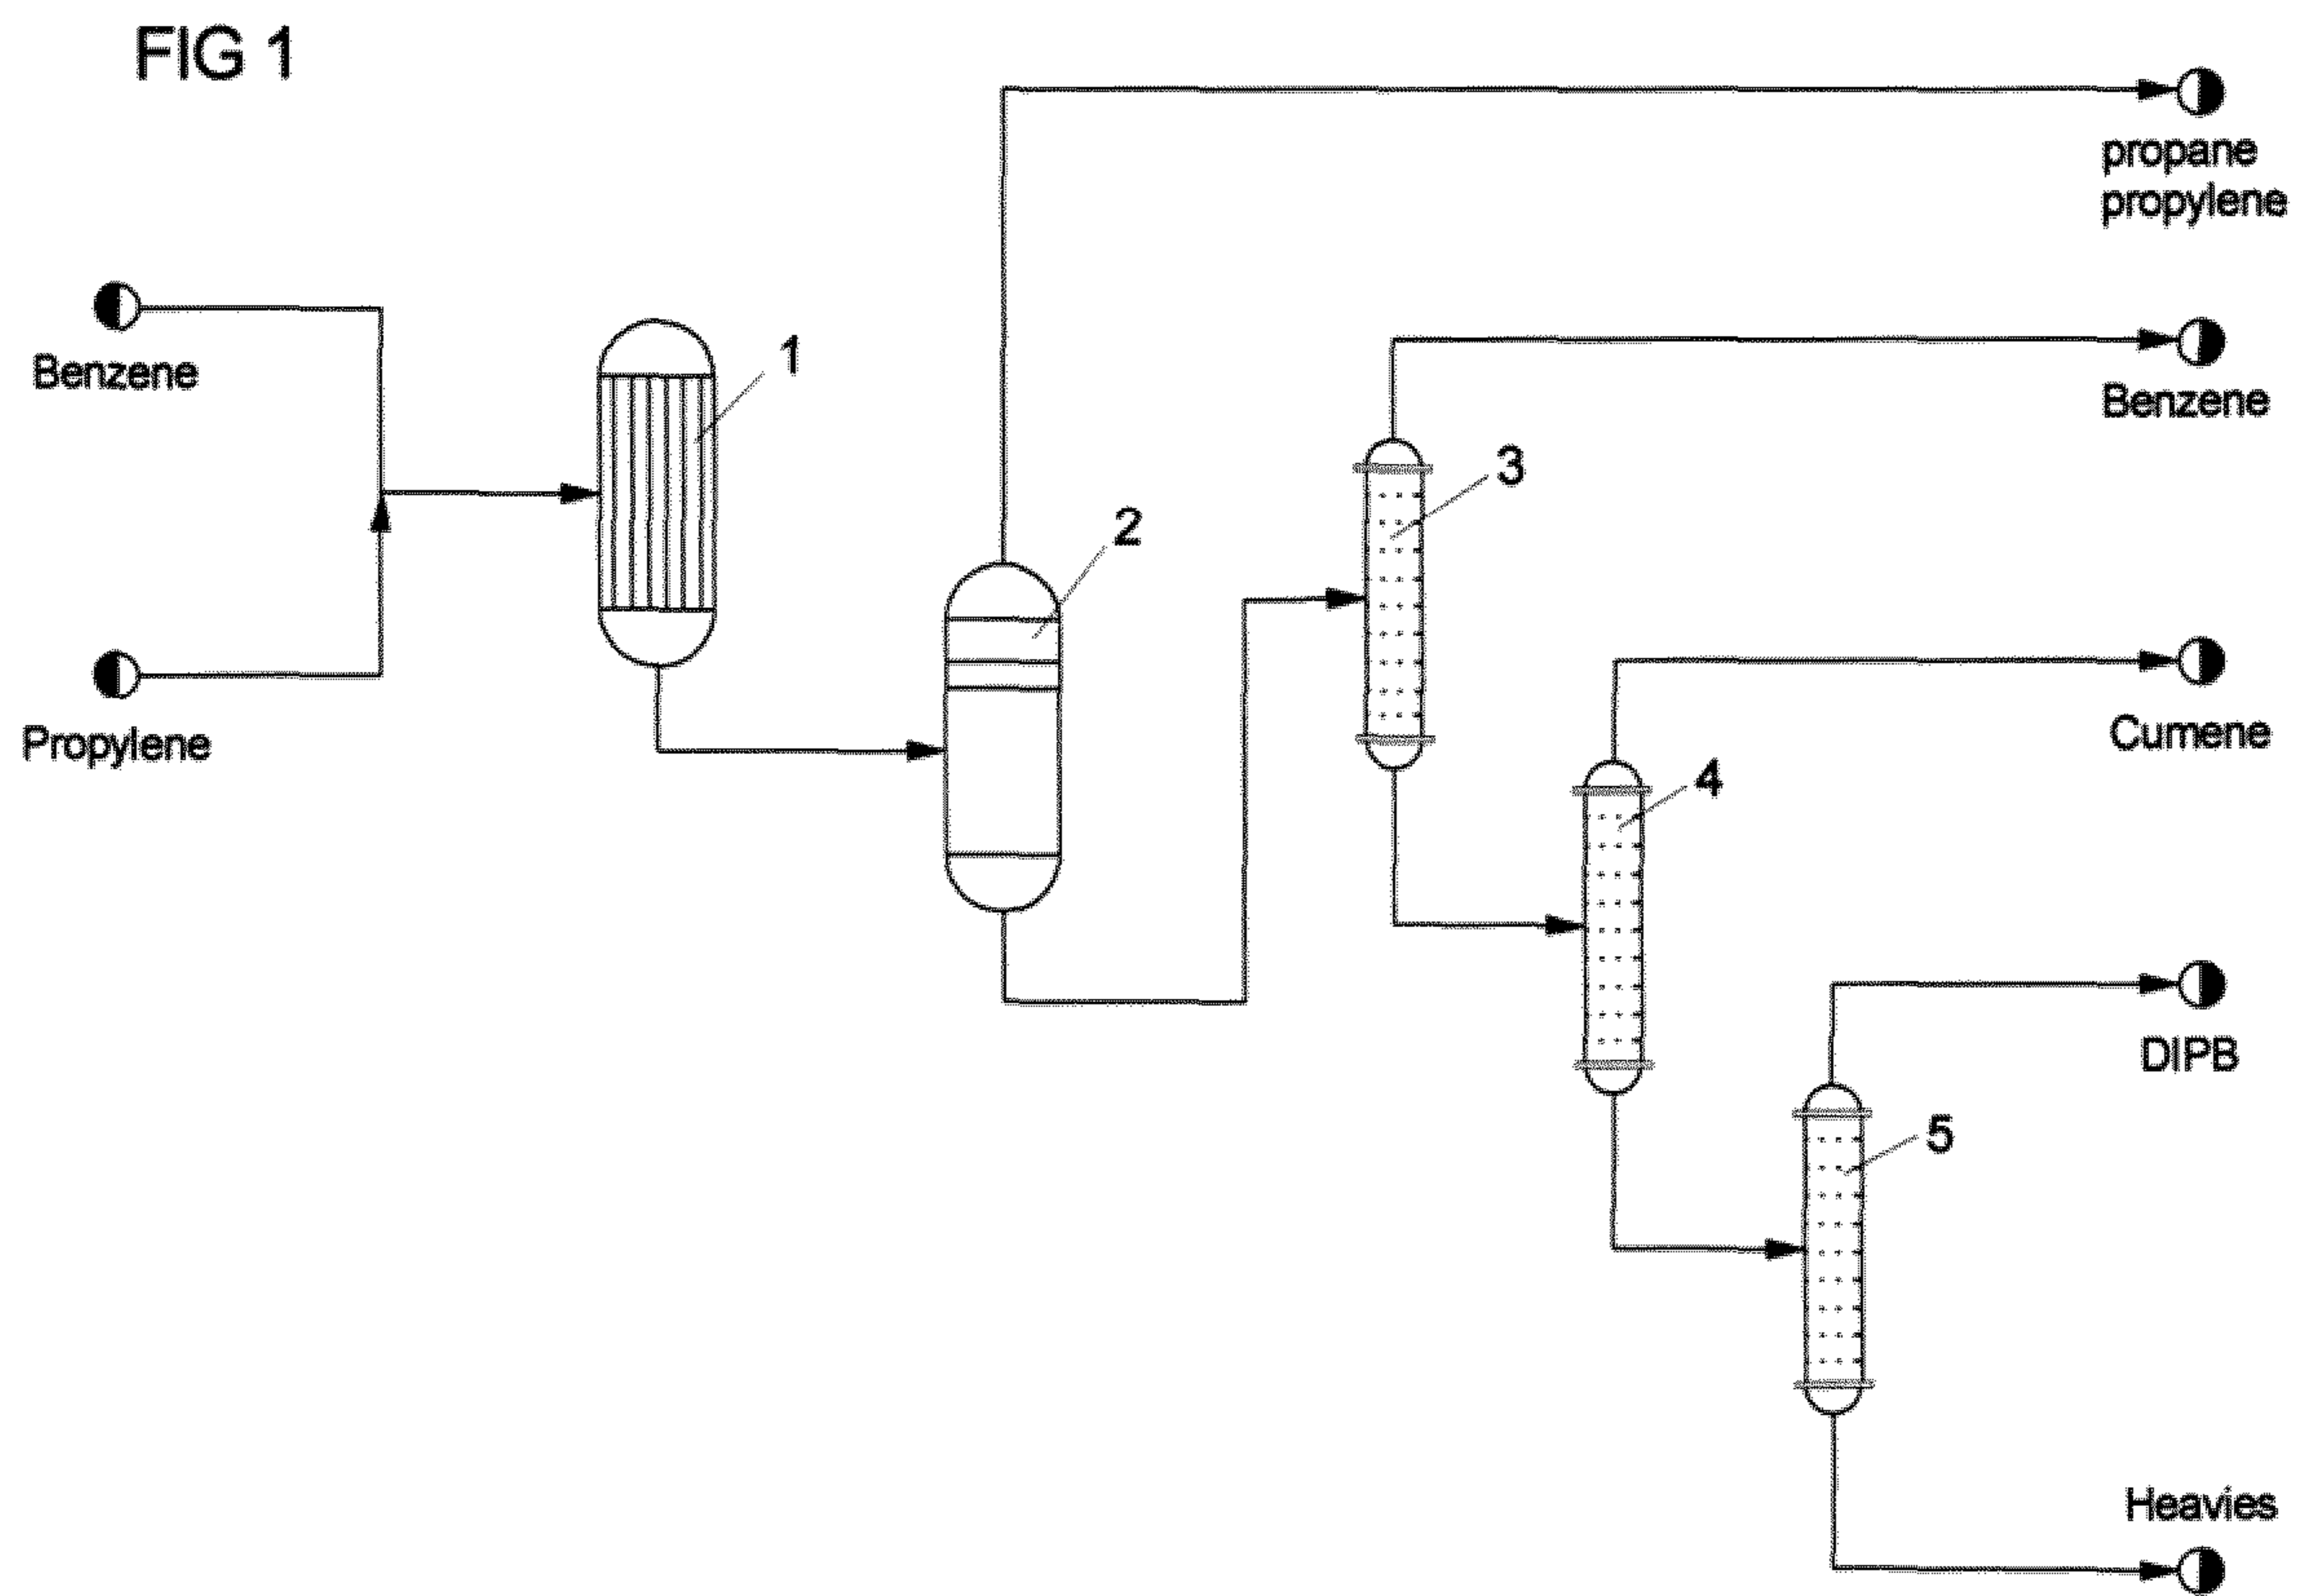 FIG 1
propane
propylene
Benzene
1
Benzene
3
2
Cumene
Propylene
4
DIPB
5
Heavies